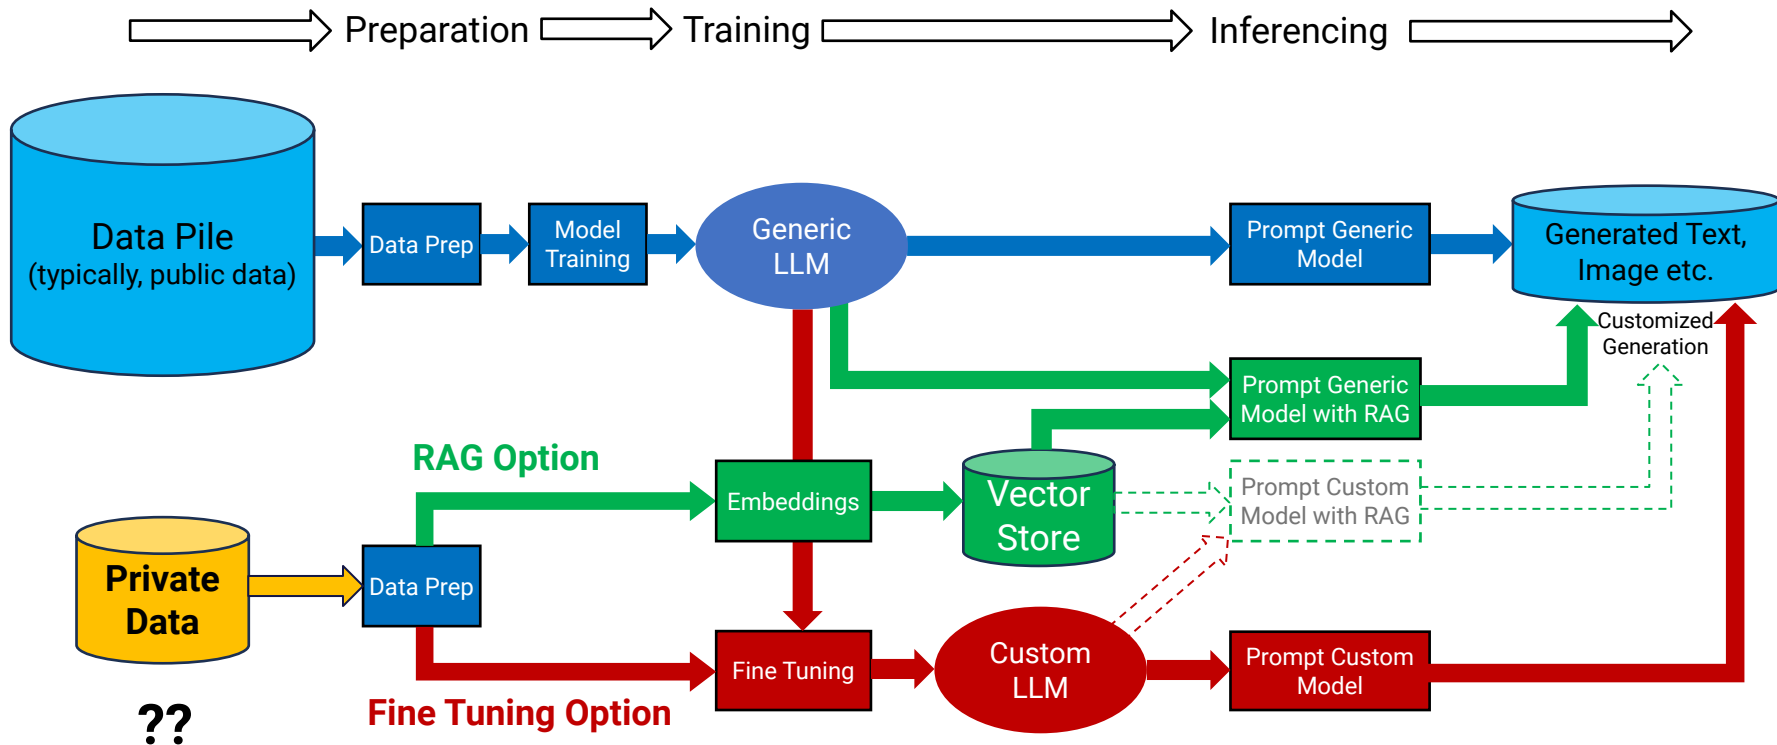 Preparation
Training
Inferencing
Data Pile
(typically, public data)
Data Prep
Model
Training
Generic
LLM
Prompt Generic
Model
Generated Text,
Image etc.
Customized
Generation
Prompt Generic
Model with RAG
RAG Option
Embeddings
Vector
Store
Prompt Custom
Model with RAG
Private
Data
Data Prep
Fine Tuning
Custom
LLM
Prompt Custom
Model
Fine Tuning Option
??